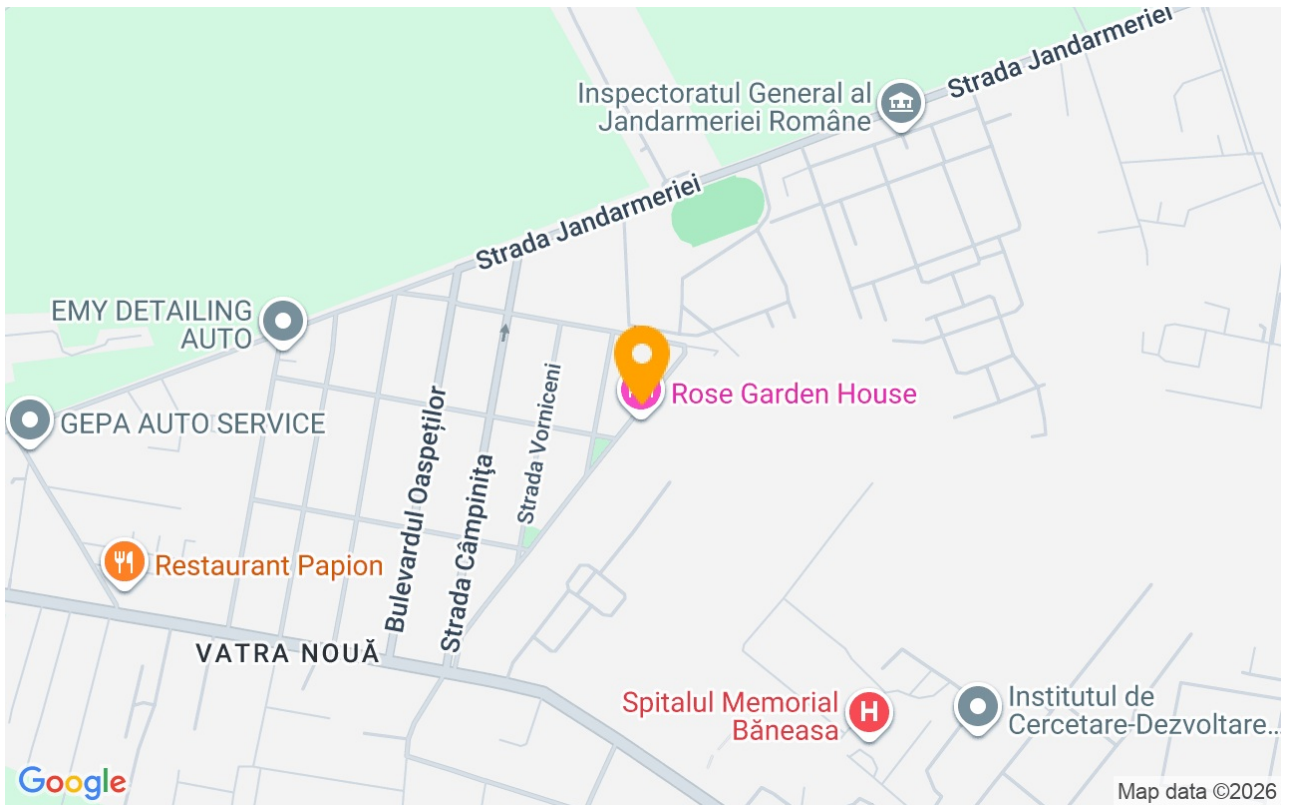 Strada Jandarmeriei
Inspectoratul General al
Jandarmeriei Române
Strada Jandarmeriei
EMY DETAILING
AUTO
Rose Garden House
GEPA AUTO SERVICE
Strada Vorniceni
Bulevardul Oaspeților
Strada Câmpinița
Restaurant Papion
VATRA NOUĂ
Spitalul Memorial
Băneasa
H
Institutul de
Cercetare-Dezvoltare...
Google
Map data ©2026